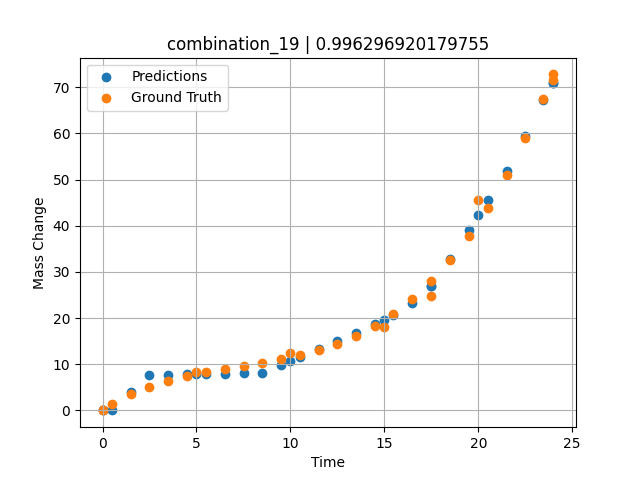 combination_19 | 0.996296920179755
Predictions
Ground Truth
Mass Change
70
60
50
40
30
20
10
0
0 5 10 15 20 25
Time